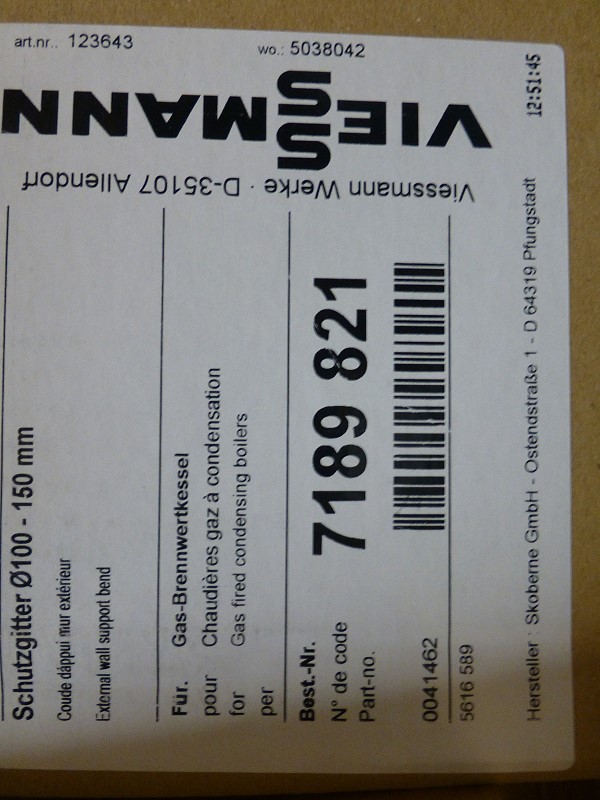 art.nr.. 123643
wo.: 5038042
12:51:45
VIESSMANN
Viessmann Werke · D-35107 Allendorf
Schutzgitter Ø100 - 150 mm
Coude dáppui mur extérieur
External wall support bend
Für. Gas-Brennwertkessel
pour Chaudières gaz à condensation
for Gas fired condensing boilers
per
Best.-Nr.
N° de code
Part-no.
7189 821
0041462
5616 589
Hersteller : Skoberne GmbH - Ostendstraße 1 - D 64319 Pfungstadt